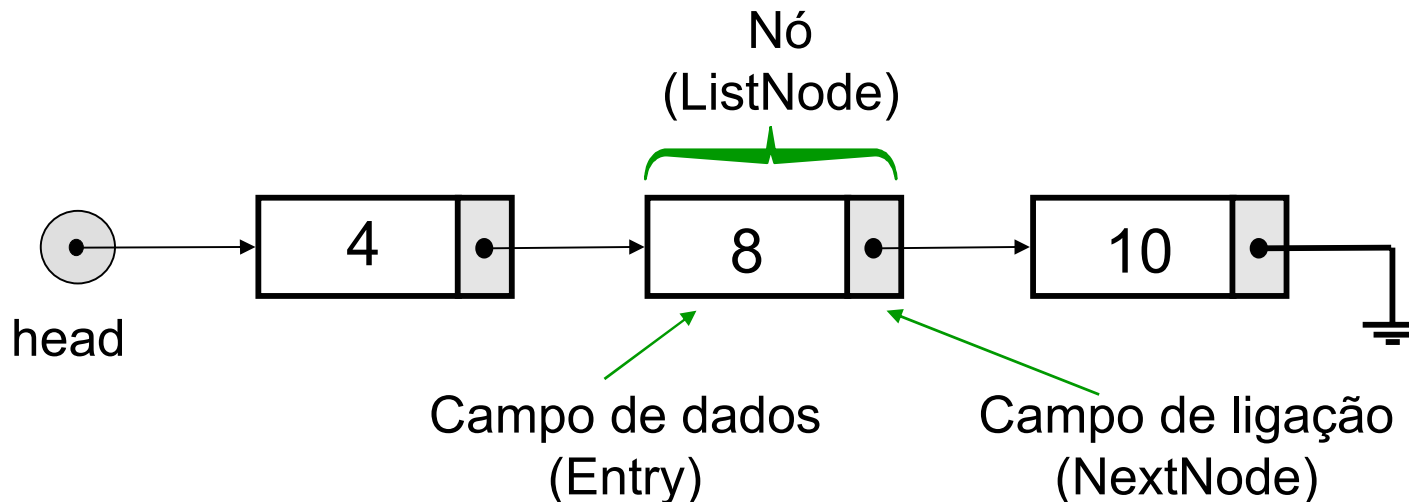 Nó
(ListNode)
4
8
10
head
Campo de dados
(Entry)
Campo de ligação
(NextNode)